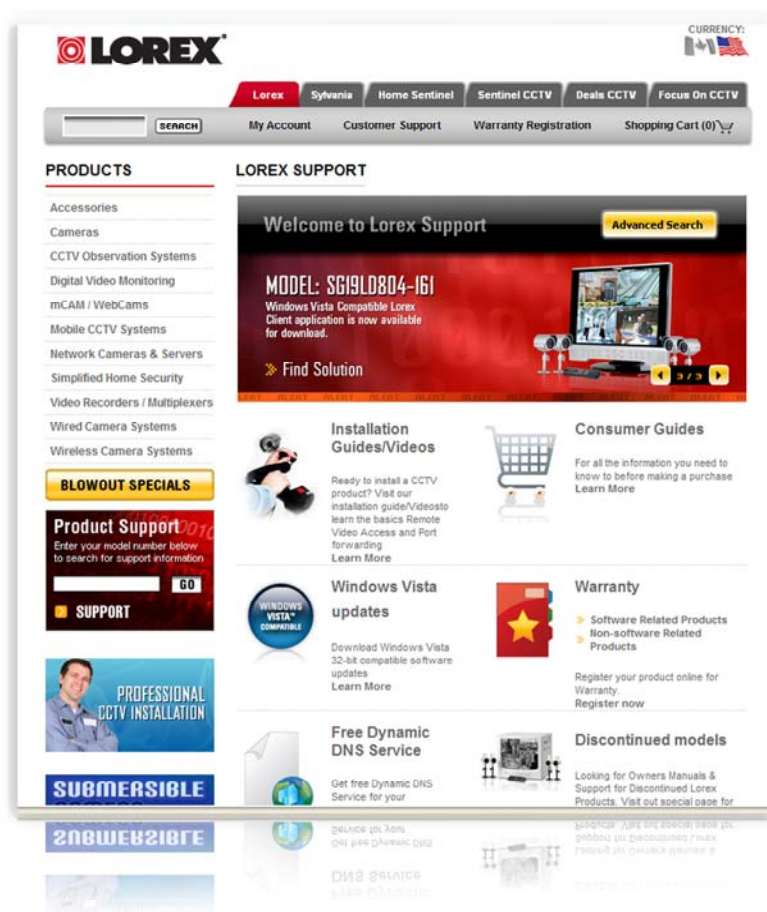 CURRENCY:
LOREX
Lorex Sylvania Home Sentinel Sentinel CCTV Deals CCTV Focus On CCTV
SEARCH My Account Customer Support Warranty Registration Shopping Cart (0)
PRODUCTS
Accessories
Cameras
CCTV Observation Systems
Digital Video Monitoring
mCAM / WebCams
Mobile CCTV Systems
Network Cameras & Servers
Simplified Home Security
Video Recorders / Multiplexers
Wired Camera Systems
Wireless Camera Systems
BLOWOUT SPECIALS
Product Support
Enter your model number below
to search for support information
GO
SUPPORT
PROFESSIONAL
CCTV INSTALLATION
SUBMERSIBLE
LOREX SUPPORT
Welcome to Lorex Support
Advanced Search
MODEL: SG19LD804-161
Windows Vista Compatible Lorex
Client application is now available
for download.
Find Solution
3 / 3
Installation
Guides/Videos
Ready to install a CCTV
product? Visit our
installation guide/Videosto
learn the basics Remote
Video Access and Port
forwarding
Learn More
Consumer Guides
For all the information you need to
know to before making a purchase
Learn More
WINDOWS
VISTA™
COMPATIBLE
Windows Vista
updates
Download Windows Vista
32-bit compatible software
updates
Learn More
Warranty
Software Related Products
Non-software Related
Products
Register your product online for
Warranty.
Register now
Free Dynamic
DNS Service
Get free Dynamic DNS
Service for your
Discontinued models
Looking for Owners Manuals &
Support for Discontinued Lorex
Products. Visit out special page for